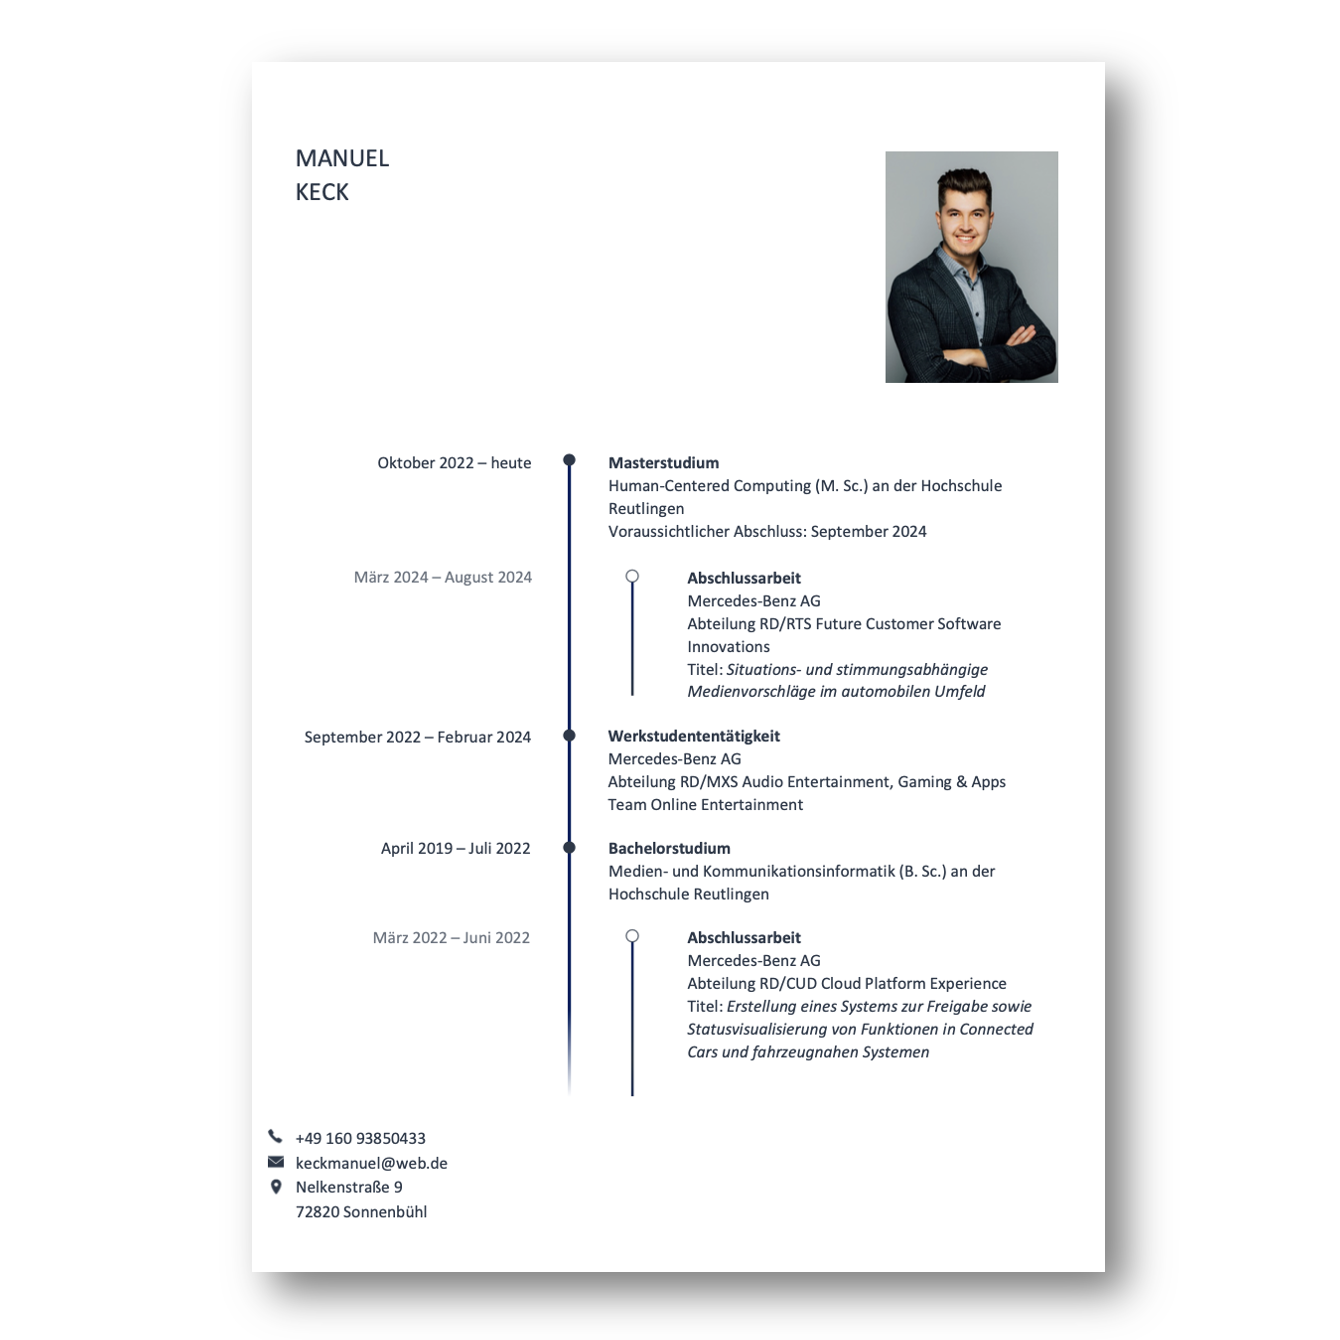 MANUEL
KECK
Oktober 2022 – heute
Masterstudium
Human-Centered Computing (M. Sc.) an der Hochschule
Reutlingen
Voraussichtlicher Abschluss: September 2024
März 2024 – August 2024
Abschlussarbeit
Mercedes-Benz AG
Abteilung RD/RTS Future Customer Software
Innovations
Titel: Situations- und stimmungsabhängige
Medienvorschläge im automobilen Umfeld
September 2022 – Februar 2024
Werkstudententätigkeit
Mercedes-Benz AG
Abteilung RD/MXS Audio Entertainment, Gaming & Apps
Team Online Entertainment
April 2019 – Juli 2022
Bachelorstudium
Medien- und Kommunikationsinformatik (B. Sc.) an der
Hochschule Reutlingen
März 2022 – Juni 2022
Abschlussarbeit
Mercedes-Benz AG
Abteilung RD/CUD Cloud Platform Experience
Titel: Erstellung eines Systems zur Freigabe sowie
Statusvisualisierung von Funktionen in Connected
Cars und fahrzeugnahen Systemen
+49 160 93850433
keckmanuel@web.de
Nelkenstraße 9
72820 Sonnenbühl